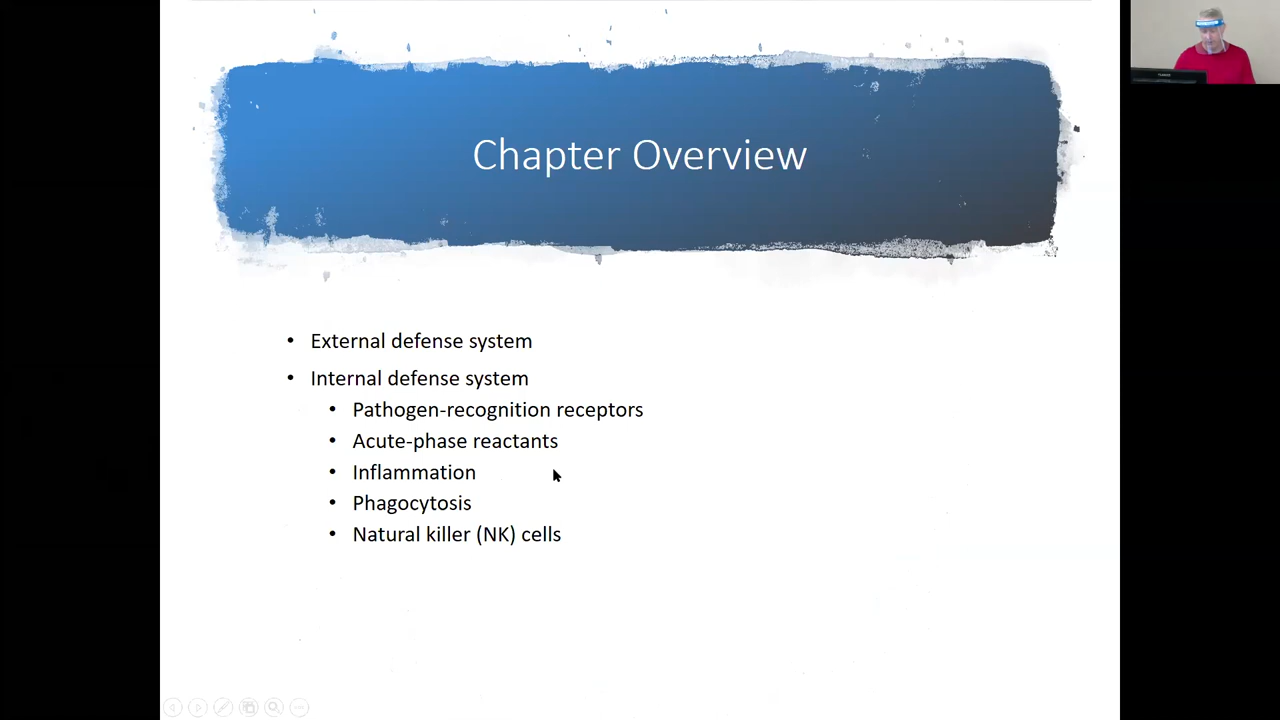 Chapter Overview
• External defense system
• Internal defense system
• Pathogen-recognition receptors
• Acute-phase reactants
• Inflammation
• Phagocytosis
• Natural killer (NK) cells